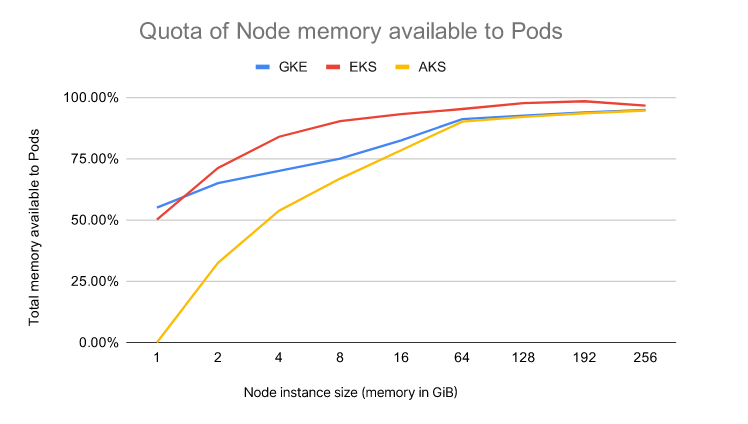 Quota of Node memory available to Pods
GKE EKS AKS
Total memory available to Pods
100.00%
75.00%
50.00%
25.00%
0.00%
1 2 4 8 16 64 128 192 256
Node instance size (memory in GiB)